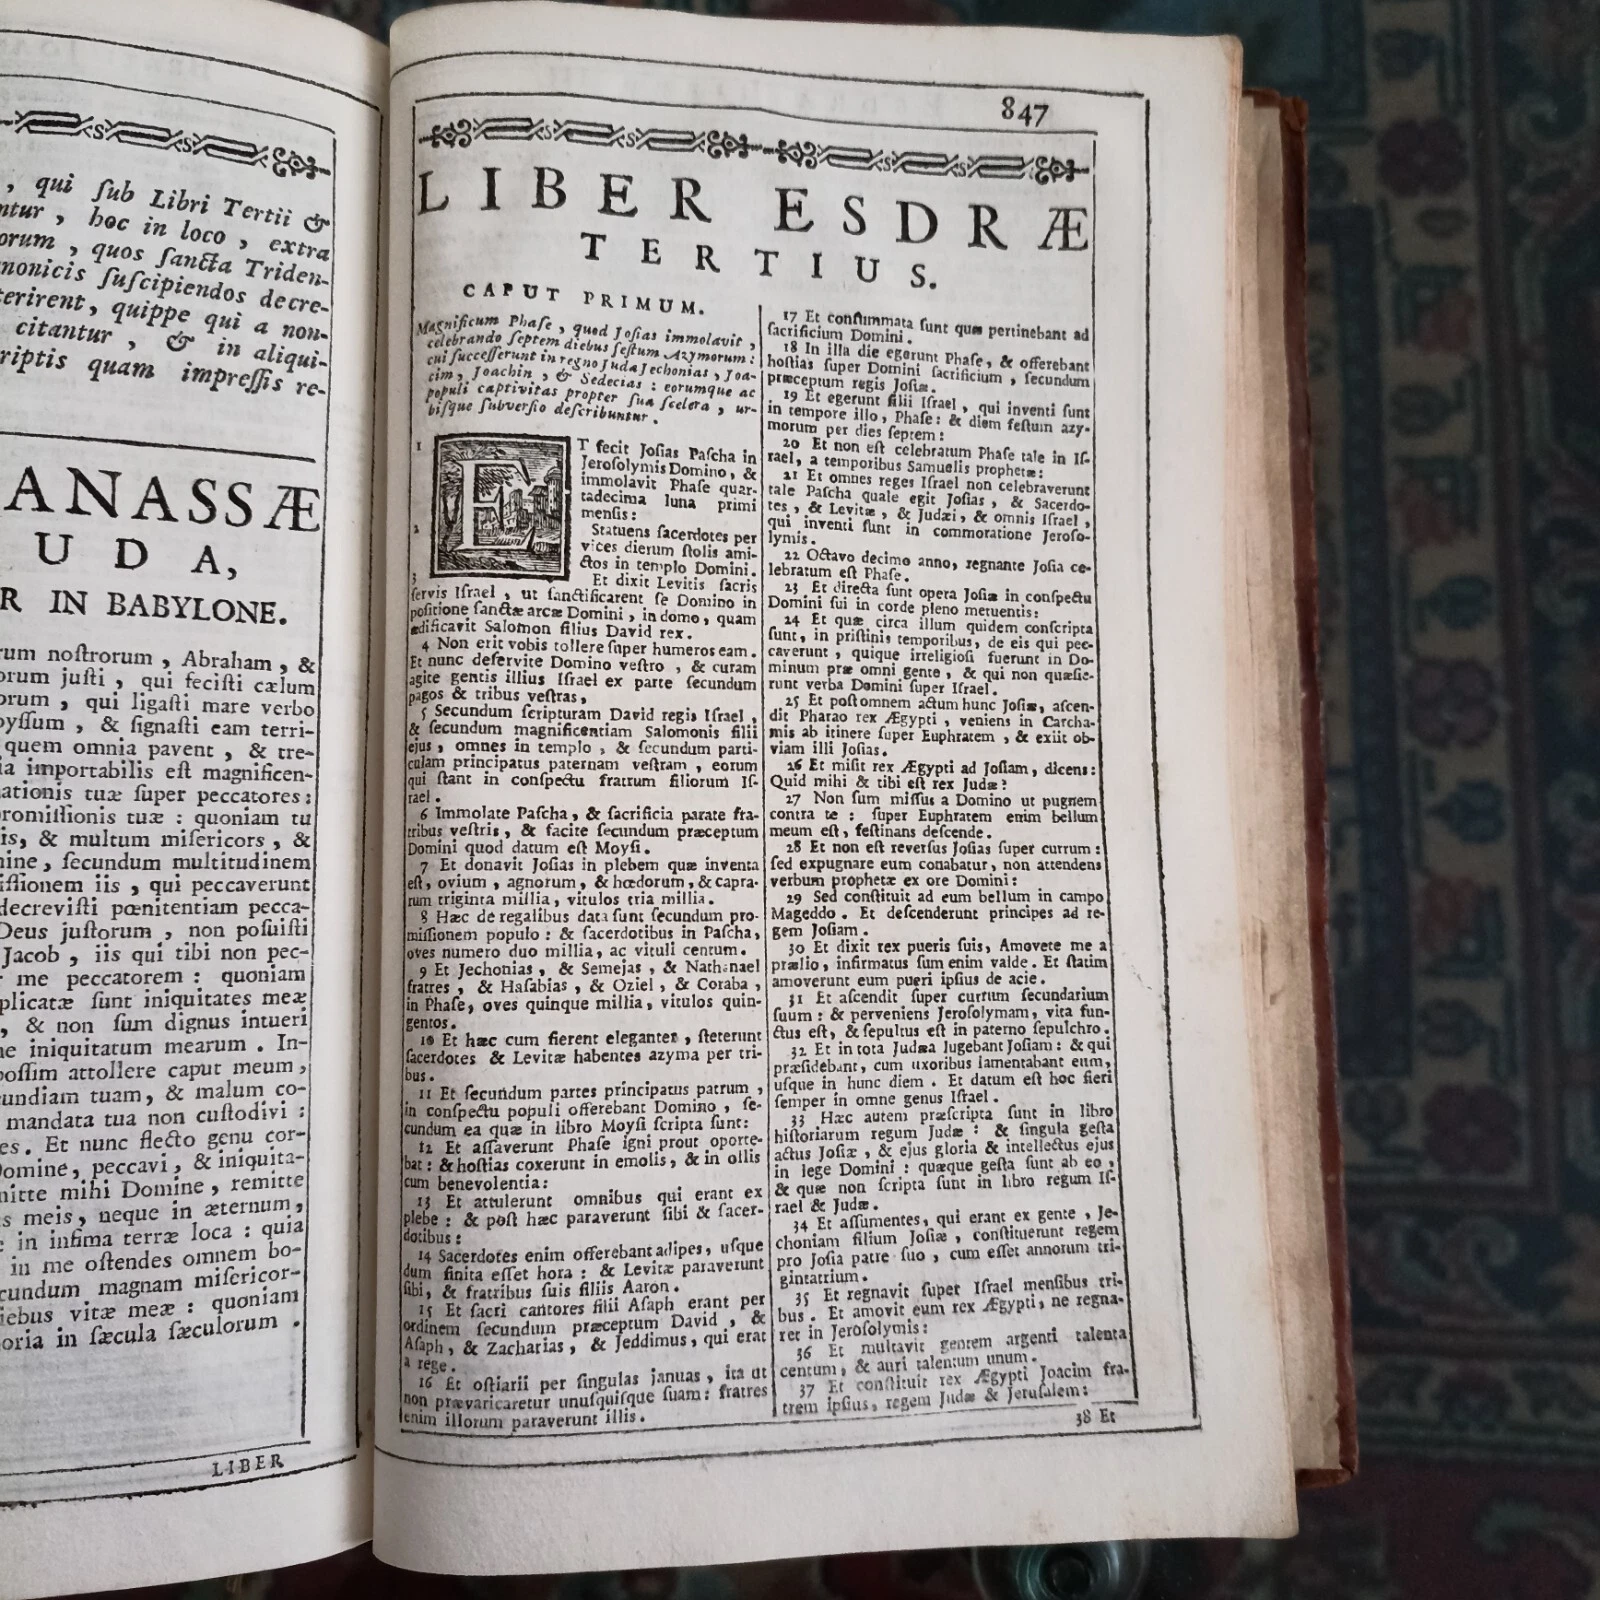 , qui ſub Libri Tertii &
ntur, hoc in loco, extra
orum, quos ſancta Triden-
nonicis ſuſcipiendos decre-
terirent, quippe qui a non-
citantur, & in aliqui-
riptis quam impreſſis re-
ANASSÆ
UDA,
R IN BABYLONE.
rum noſtrorum, Abraham, &
orum juſti, qui feciſti cælum
orum, qui ligaſti mare verbo
byſſum, & ſignaſti eam terri-
quem omnia pavent, & tre-
ia importabilis eſt magnificen-
ationis tuæ ſuper peccatores:
romiſſionis tuæ: quoniam tu
is, & multum miſericors, &
nine, ſecundum multitudinem
iſſionem iis, qui peccaverunt
decreviſti pœnitentiam pecca-
Deus juſtorum, non poſuiſti
Jacob, iis qui tibi non pec-
me peccatorem: quoniam
plicatæ ſunt iniquitates meæ
, & non ſum dignus intueri
ne iniquitatum mearum. In-
poſſim attollere caput meum,
undiam tuam, & malum co-
mandata tua non cuſtodivi:
es. Et nunc flecto genu cor-
Domine, peccavi, & iniquita-
mitte mihi Domine, remitte
s meis, neque in æternum,
in infima terræ loca: quia
in me oſtendes omnem bo-
cundum magnam miſericor-
iebus vitæ meæ: quoniam
oria in ſæcula ſæculorum.
LIBER
847
LIBER ESDRÆ
TERTIUS.
CAPUT PRIMUM.
Magnificum Phaſe, quod Joſias immolavit,
celebrando ſeptem diebus feſtum Azymorum:
cui ſucceſſerunt in regno Juda Jechonias, Joa-
cim, Joachin, & Sedecias: eorumque ac
populi captivitas propter ſua ſcelera, ur-
biſque ſubverſio deſcribuntur.
1 ET fecit Joſias Paſcha in
Jeroſolymis Domino, &
immolavit Phaſe quar-
tadecima luna primi
menſis:
2 Statuens ſacerdotes per
vices dierum ſtolis ami-
ctos in templo Domini.
3 Et dixit Levitis ſacris
ſervis Iſrael, ut ſanctificarent ſe Domino in
poſitione ſanctæ arcæ Domini, in domo, quam
ædificavit Salomon filius David rex.
4 Non erit vobis tollere ſuper humeros eam.
Et nunc deſervite Domino veſtro, & curam
agite gentis illius Iſrael ex parte ſecundum
pagos & tribus veſtras,
5 Secundum ſcripturam David regis Iſrael,
& ſecundum magnificentiam Salomonis filii
ejus, omnes in templo, & ſecundum parti-
culam principatus paternam veſtram, eorum
qui ſtant in conſpectu fratrum filiorum Iſ-
rael.
6 Immolate Paſcha, & ſacrificia parate fra-
tribus veſtris, & facite ſecundum præceptum
Domini quod datum eſt Moyſi.
7 Et donavit Joſias in plebem quæ inventa
eſt, ovium, agnorum, & hœdorum, & capra-
rum triginta millia, vitulos tria millia.
8 Hæc de regalibus data ſunt ſecundum pro-
miſſionem populo: & ſacerdotibus in Paſcha,
oves numero duo millia, ac vituli centum.
9 Et Jechonias, & Semejas, & Nathanael
fratres, & Haſabias, & Oziel, & Coraba,
in Phaſe, oves quinque millia, vitulos quin-
gentos.
10 Et hæc cum fierent eleganter, ſteterunt
ſacerdotes & Levitæ habentes azyma per tri-
bus.
11 Et ſecundum partes principatus patrum,
in conſpectu populi offerebant Domino, ſe-
cundum ea quæ in libro Moyſi ſcripta ſunt:
12 Et aſſaverunt Phaſe igni prout oporte-
bat: & hoſtias coxerunt in emolis, & in ollis
cum benevolentia:
13 Et attulerunt omnibus qui erant ex
plebe: & poſt hæc paraverunt ſibi & ſacer-
dotibus:
14 Sacerdotes enim offerebant adipes, uſque
dum finita eſſet hora: & Levitæ paraverunt
ſibi, & fratribus ſuis filiis Aaron.
15 Et ſacri cantores filii Aſaph erant per
ordinem ſecundum præceptum David, &
Aſaph, & Zacharias, & Jeddimus, qui erat
a rege.
16 Et oſtiarii per ſingulas januas, ita ut
non prævaricaretur unuſquiſque ſuam: fratres
enim illorum paraverunt illis.
17 Et conſummata ſunt quæ pertinebant ad
ſacrificium Domini.
18 In illa die egerunt Phaſe, & offerebant
hoſtias ſuper Domini ſacrificium, ſecundum
præceptum regis Joſiæ.
19 Et egerunt filii Iſrael, qui inventi ſunt
in tempore illo, Phaſe: & diem feſtum azy-
morum per dies ſeptem:
20 Et non eſt celebratum Phaſe tale in Iſ-
rael, a temporibus Samuelis prophetæ:
21 Et omnes reges Iſrael non celebraverunt
tale Paſcha quale egit Joſias, & Sacerdo-
tes, & Levitæ, & Judæi, & omnis Iſrael,
qui inventi ſunt in commoratione Jeroſo-
lymis.
22 Octavo decimo anno, regnante Joſia ce-
lebratum eſt Phaſe.
23 Et directa ſunt opera Joſiæ in conſpectu
Domini ſui in corde pleno metuentis:
24 Et quæ circa illum quidem conſcripta
ſunt, in priſtinis temporibus, de eis qui pec-
caverunt, quique irreligioſi fuerunt in Do-
minum præ omni gente, & qui non quæſie-
runt verba Domini ſuper Iſrael.
25 Et poſt omnem actum hunc Joſiæ, aſcen-
dit Pharao rex Ægypti, veniens in Carcha-
mis ab itinere ſuper Euphratem, & exiit ob-
viam illi Joſias.
26 Et miſit rex Ægypti ad Joſiam, dicens:
Quid mihi & tibi eſt rex Judæ?
27 Non ſum miſſus a Domino ut pugnem
contra te: ſuper Euphratem enim bellum
meum eſt, feſtinans deſcende.
28 Et non eſt reverſus Joſias ſuper currum:
ſed expugnare eum conabatur, non attendens
verbum prophetæ ex ore Domini:
29 Sed conſtituit ad eum bellum in campo
Mageddo. Et deſcenderunt principes ad re-
gem Joſiam.
30 Et dixit rex pueris ſuis, Amovete me a
prælio, infirmatus ſum enim valde. Et ſtatim
amoverunt eum pueri ipſius de acie.
31 Et aſcendit ſuper currum ſecundarium
ſuum: & perveniens Jeroſolymam, vita fun-
ctus eſt, & ſepultus eſt in paterno ſepulchro.
32 Et in tota Judæa lugebant Joſiam: & qui
præſidebant, cum uxoribus lamentabant eum,
uſque in hunc diem. Et datum eſt hoc fieri
ſemper in omne genus Iſrael.
33 Hæc autem præſcripta ſunt in libro
hiſtoriarum regum Judæ: & ſingula geſta
actus Joſiæ, & ejus gloria & intellectus ejus
in lege Domini: quæque geſta ſunt ab eo,
& quæ non ſcripta ſunt in libro regum Iſ-
rael & Judæ.
34 Et aſſumentes, qui erant ex gente, Je-
choniam filium Joſiæ, conſtituerunt regem
pro Joſia patre ſuo, cum eſſet annorum tri-
gintatrium.
35 Et regnavit ſuper Iſrael menſibus tri-
bus. Et amovit eum rex Ægypti, ne regna-
ret in Jeroſolymis:
36 Et multavit gentem argenti talenta
centum, & auri talentum unum.
37 Et conſtituit rex Ægypti Joacim fra-
trem ipſius, regem Judæ & Jeruſalem:
38 Et